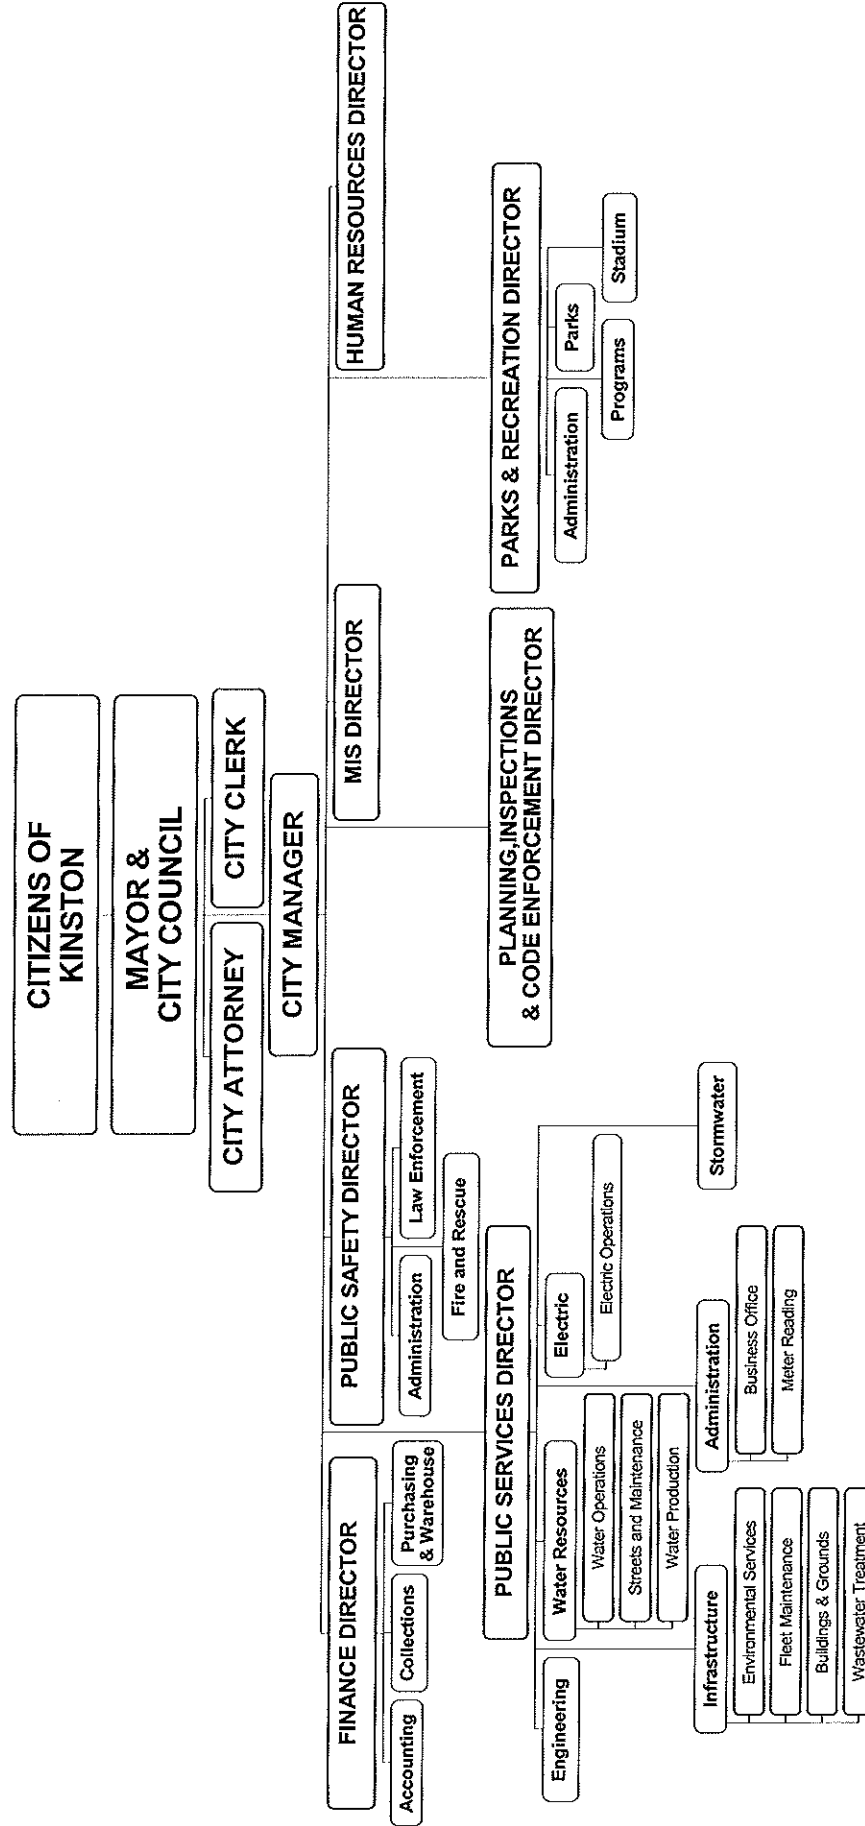 CITIZENS OF
KINSTON
MAYOR &
CITY COUNCIL
CITY ATTORNEY
CITY CLERK
CITY MANAGER
FINANCE DIRECTOR
Accounting
Collections
Purchasing
& Warehouse
PUBLIC SAFETY DIRECTOR
Administration
Law Enforcement
Fire and Rescue
MIS DIRECTOR
HUMAN RESOURCES DIRECTOR
PUBLIC SERVICES DIRECTOR
Engineering
Water Resources
Water Operations
Streets and Maintenance
Water Production
Electric
Electric Operations
Infrastructure
Environmental Services
Fleet Maintenance
Buildings & Grounds
Wastewater Treatment
Administration
Business Office
Meter Reading
Stormwater
PLANNING,INSPECTIONS
& CODE ENFORCEMENT DIRECTOR
PARKS & RECREATION DIRECTOR
Administration
Parks
Programs
Stadium